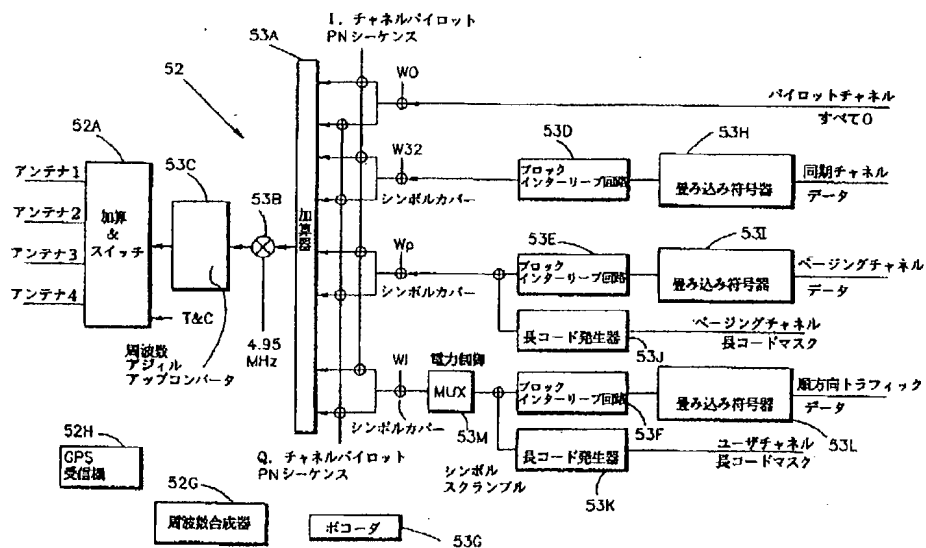 I. チャネルパイロット
PNシーケンス
53A
52
W0
パイロットチャネル
すべて0
52A
53C
53B
W32
53D
53H
アンテナ1
アンテナ2
アンテナ3
アンテナ4
加算
&
スイッチ
加算器
シンボルカバー
ブロック
インターリーブ回路
畳み込み符号器
同期チャネル
データ
Wp
シンボルカバー
53E
ブロック
インターリーブ回路
53I
畳み込み符号器
ページングチャネル
データ
T&C
4.95
MHz
周波数
アジィル
アップコンバータ
長コード発生器
53J
ページングチャネル
長コードマスク
電力制御
WI
MUX
53M
シンボルカバー
ブロック
インターリーブ回路
53F
畳み込み符号器
53L
順方向トラフィック
データ
52H
GPS
受信機
Q. チャネルパイロット
PNシーケンス
シンボル
スクランブル
長コード発生器
53K
ユーザチャネル
長コードマスク
52G
周波数合成器
ボコーダ
53G